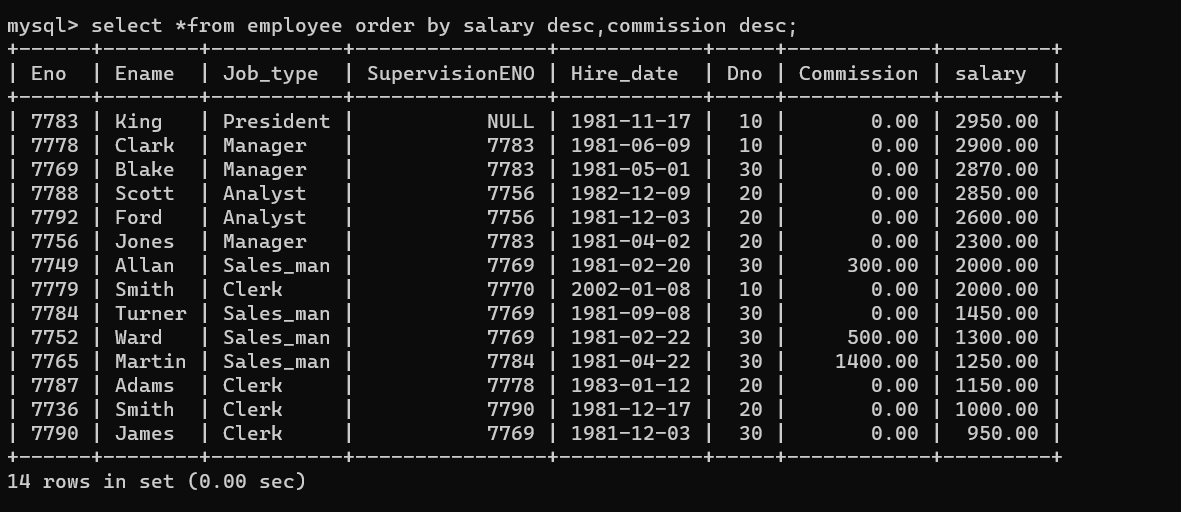 mysql> select *from employee order by salary desc,commission desc;
+------+--------+-----------+----------------+------------+-----+------------+---------+
| Eno  | Ename  | Job_type  | SupervisionENO | Hire_date  | Dno | Commission | salary  |
+------+--------+-----------+----------------+------------+-----+------------+---------+
| 7783 | King   | President |           NULL | 1981-11-17 |  10 |       0.00 | 2950.00 |
| 7778 | Clark  | Manager   |           7783 | 1981-06-09 |  10 |       0.00 | 2900.00 |
| 7769 | Blake  | Manager   |           7783 | 1981-05-01 |  30 |       0.00 | 2870.00 |
| 7788 | Scott  | Analyst   |           7756 | 1982-12-09 |  20 |       0.00 | 2850.00 |
| 7792 | Ford   | Analyst   |           7756 | 1981-12-03 |  20 |       0.00 | 2600.00 |
| 7756 | Jones  | Manager   |           7783 | 1981-04-02 |  20 |       0.00 | 2300.00 |
| 7749 | Allan  | Sales_man |           7769 | 1981-02-20 |  30 |     300.00 | 2000.00 |
| 7779 | Smith  | Clerk     |           7770 | 2002-01-08 |  10 |       0.00 | 2000.00 |
| 7784 | Turner | Sales_man |           7769 | 1981-09-08 |  30 |       0.00 | 1450.00 |
| 7752 | Ward   | Sales_man |           7769 | 1981-02-22 |  30 |     500.00 | 1300.00 |
| 7765 | Martin | Sales_man |           7784 | 1981-04-22 |  30 |    1400.00 | 1250.00 |
| 7787 | Adams  | Clerk     |           7778 | 1983-01-12 |  20 |       0.00 | 1150.00 |
| 7736 | Smith  | Clerk     |           7790 | 1981-12-17 |  20 |       0.00 | 1000.00 |
| 7790 | James  | Clerk     |           7769 | 1981-12-03 |  30 |       0.00 |  950.00 |
+------+--------+-----------+----------------+------------+-----+------------+---------+
14 rows in set (0.00 sec)